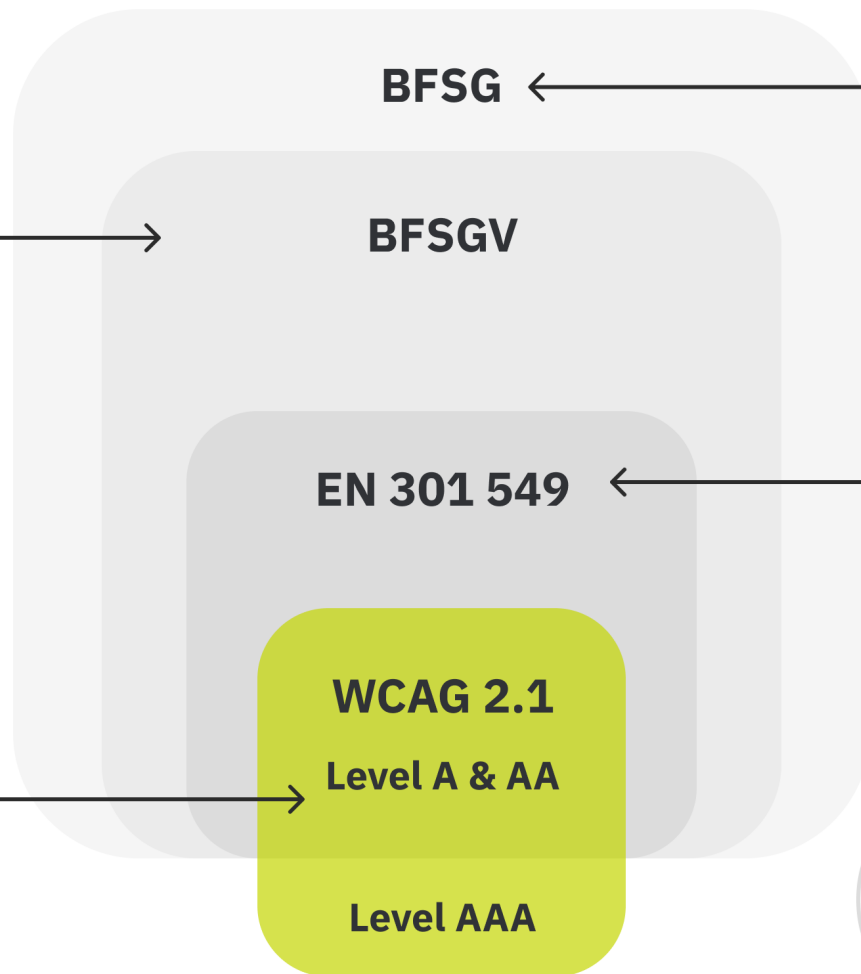 BFSG
BFSGV
EN 301 549
WCAG 2.1
Level A & AA
Level AAA